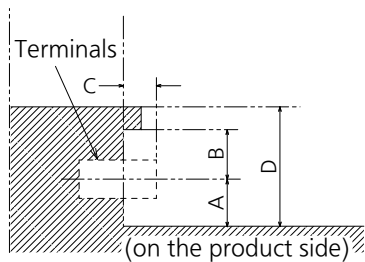 Terminals
C
B
D
A
(on the product side)